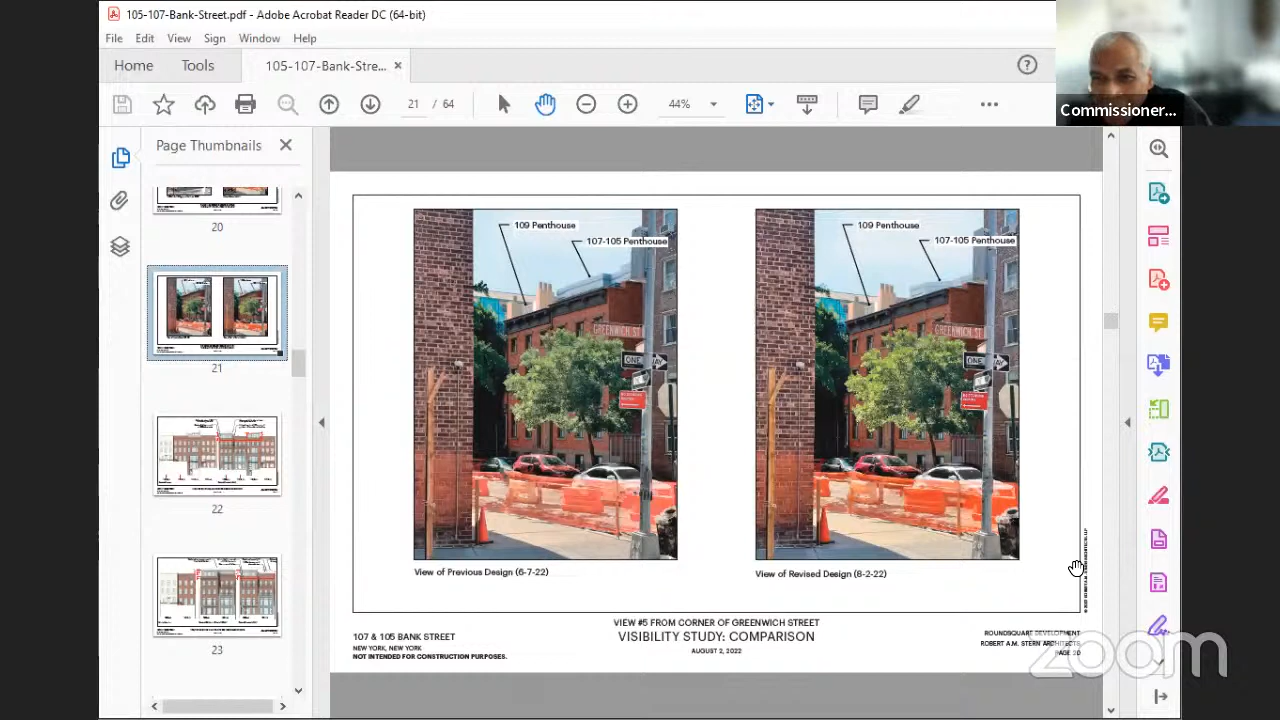 105-107-Bank-Street.pdf - Adobe Acrobat Reader DC (64-bit)
File Edit View Sign Window Help
Home Tools 105-107-Bank-Stre...
21 / 64 44%
Commissioner...
Page Thumbnails
20
21
22
23
109 Penthouse
107-105 Penthouse
GREENWICH ST
ONE WAY
View of Previous Design (6-7-22)
109 Penthouse
107-105 Penthouse
GREENWICH ST
ONE
View of Revised Design (8-2-22)
107 & 105 BANK STREET
NEW YORK, NEW YORK
NOT INTENDED FOR CONSTRUCTION PURPOSES.
VIEW #5 FROM CORNER OF GREENWICH STREET
VISIBILITY STUDY: COMPARISON
AUGUST 2, 2022
ROUNDSQUARE DEVELOPMENT
ROBERT A.M. STERN ARCHITECTS
PAGE 20
zoom